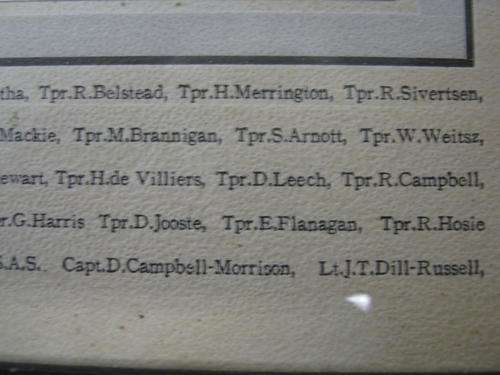 tha, Tpr.R.Belstead, Tpr.H.Merrington, Tpr.R.Sivertsen,
Mackie, Tpr.M.Brannigan, Tpr.S.Arnott, Tpr.W.Weitsz,
ewart, Tpr.H.de Villiers, Tpr.D.Leech, Tpr.R.Campbell,
r.G.Harris Tpr.D.Jooste, Tpr.E.Flanagan, Tpr.R.Hosie
S.A.S. Capt.D.Campbell-Morrison, Lt.J.T.Dill-Russell,